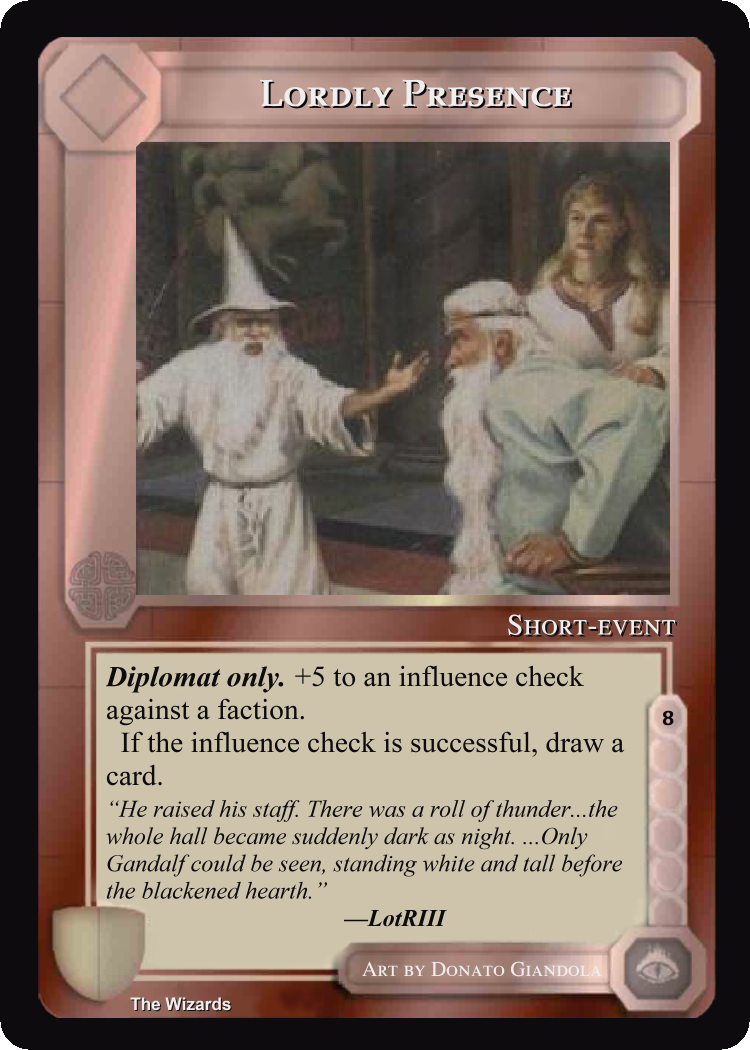 Lordly Presence
Short-event
Diplomat only. +5 to an influence check
against a faction.
If the influence check is successful, draw a
card.
8
“He raised his staff. There was a roll of thunder...the
whole hall became suddenly dark as night. ...Only
Gandalf could be seen, standing white and tall before
the blackened hearth.”
—LotRIII
Art by Donato Giandola
The Wizards